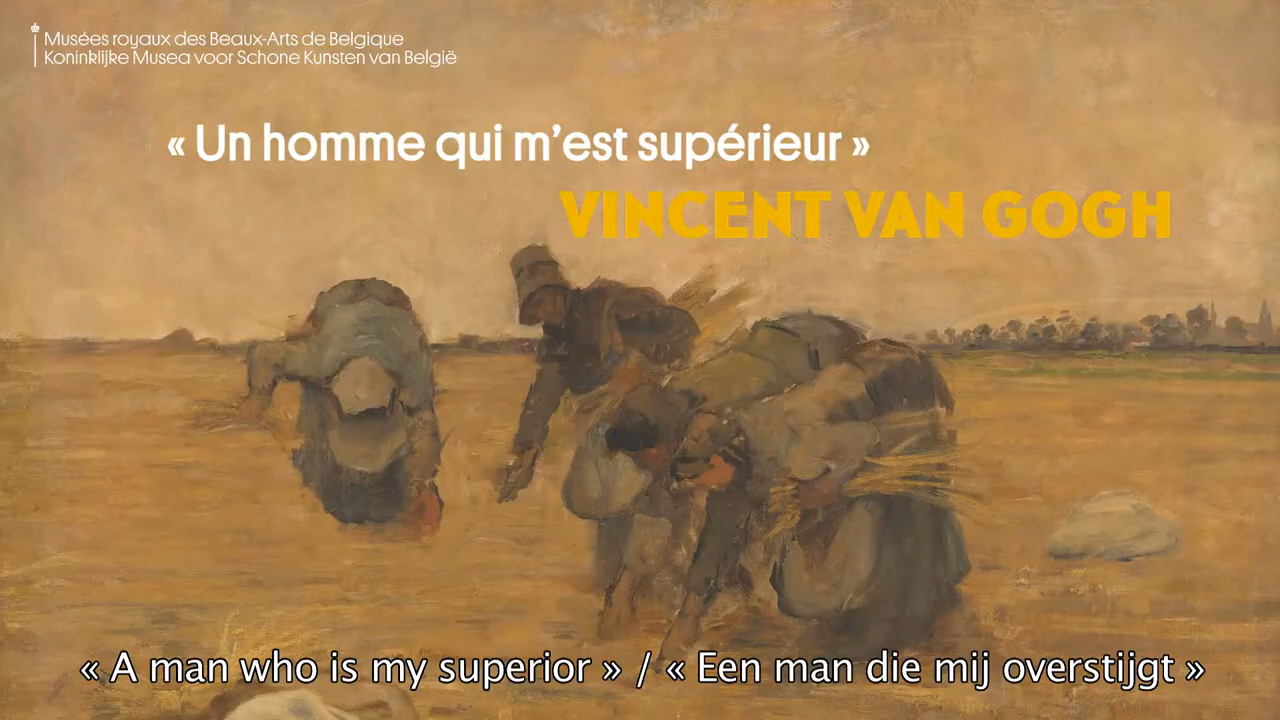 Musées royaux des Beaux-Arts de Belgique
Koninklijke Musea voor Schone Kunsten van België
« Un homme qui m’est supérieur »
VINCENT VAN GOGH
« A man who is my superior » / « Een man die mij overstijgt »